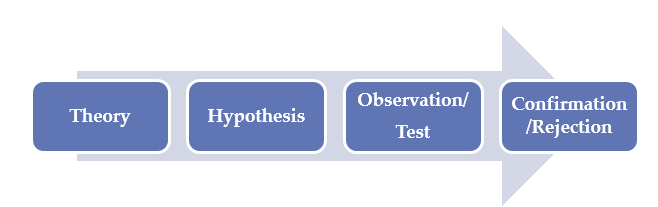 Theory
Hypothesis
Observation/
Test
Confirmation
/Rejection